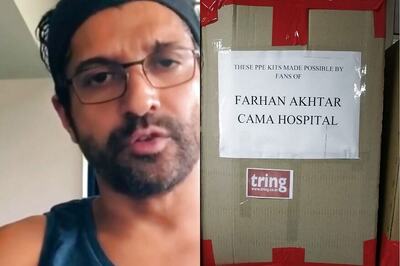 THESE PPE KITS MADE POSSIBLE BY
FANS OF
FARHAN AKHTAR
CAMA HOSPITAL
tring